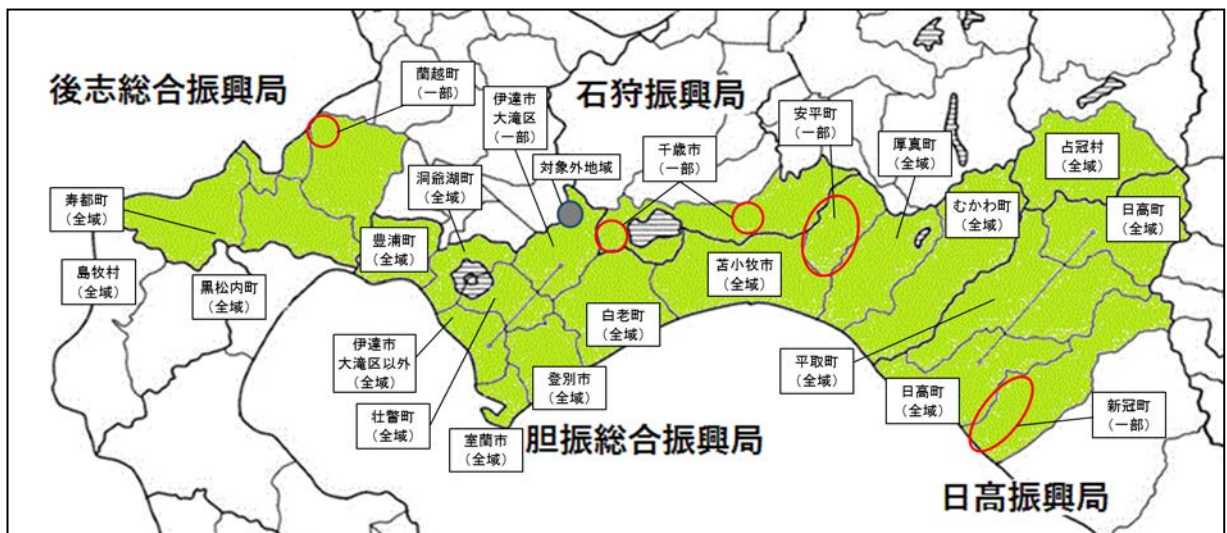 後志総合振興局
蘭越町
（一部）
伊達市
大滝区
（一部）
石狩振興局
対象外地域
千歳市
（一部）
安平町
（一部）
厚真町
（全域）
占冠村
（全域）
寿都町
（全域）
洞爺湖町
（全域）
むかわ町
（全域）
日高町
（全域）
島牧村
（全域）
黒松内町
（全域）
豊浦町
（全域）
苫小牧市
（全域）
白老町
（全域）
伊達市
大滝区以外
（全域）
登別市
（全域）
平取町
（全域）
日高町
（全域）
新冠町
（一部）
壮瞥町
（全域）
室蘭市
（全域）
胆振総合振興局
日高振興局